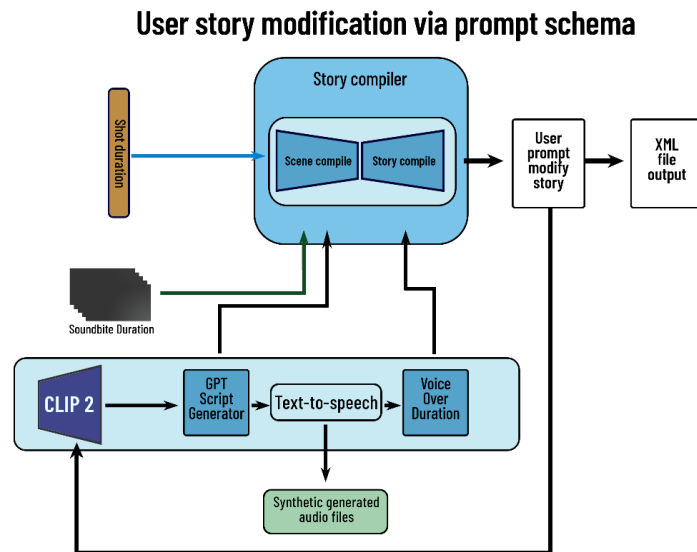 User story modification via prompt schema
Story compiler
Shot duration
Scene compile
Story compile
User
prompt
modify
story
XML
file
output
Soundbite Duration
CLIP 2
GPT
Script
Generator
Text-to-speech
Voice
Over
Duration
Synthetic generated
audio files